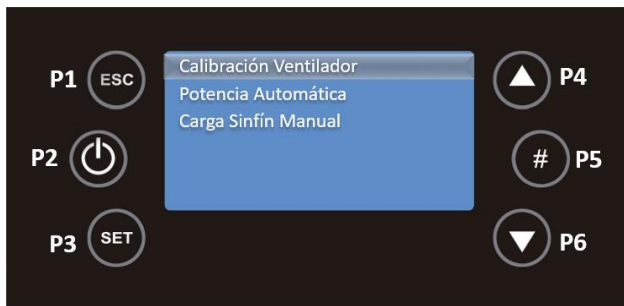 P1 ESC
Calibración Ventilador
Potencia Automática
Carga Sinfín Manual
P4
P2
# P5
P3 SET
P6